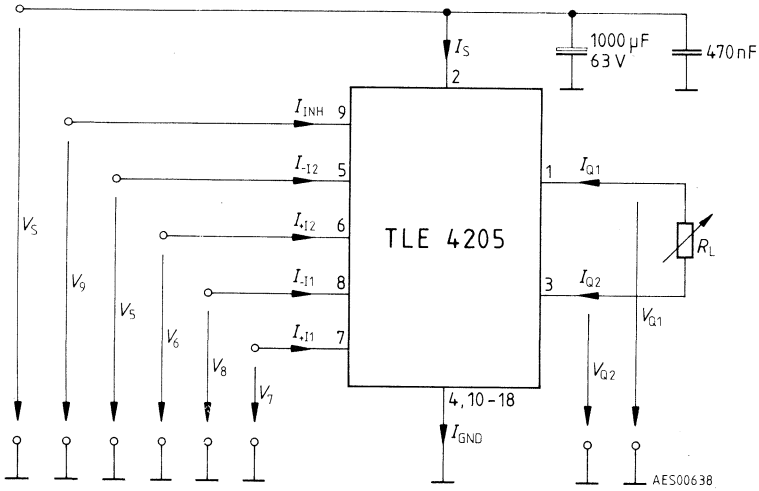 I_S
1000 µF
63 V
470nF
2
I_INH 9
I_-I2 5
1 I_Q1
I_+I2 6
V_S
TLE 4205
R_L
V_9
I_-I1 8
3 I_Q2
V_5
I_+I1 7
V_6
V_8
V_Q1
V_7
V_Q2
4, 10-18
I_GND
AES00638